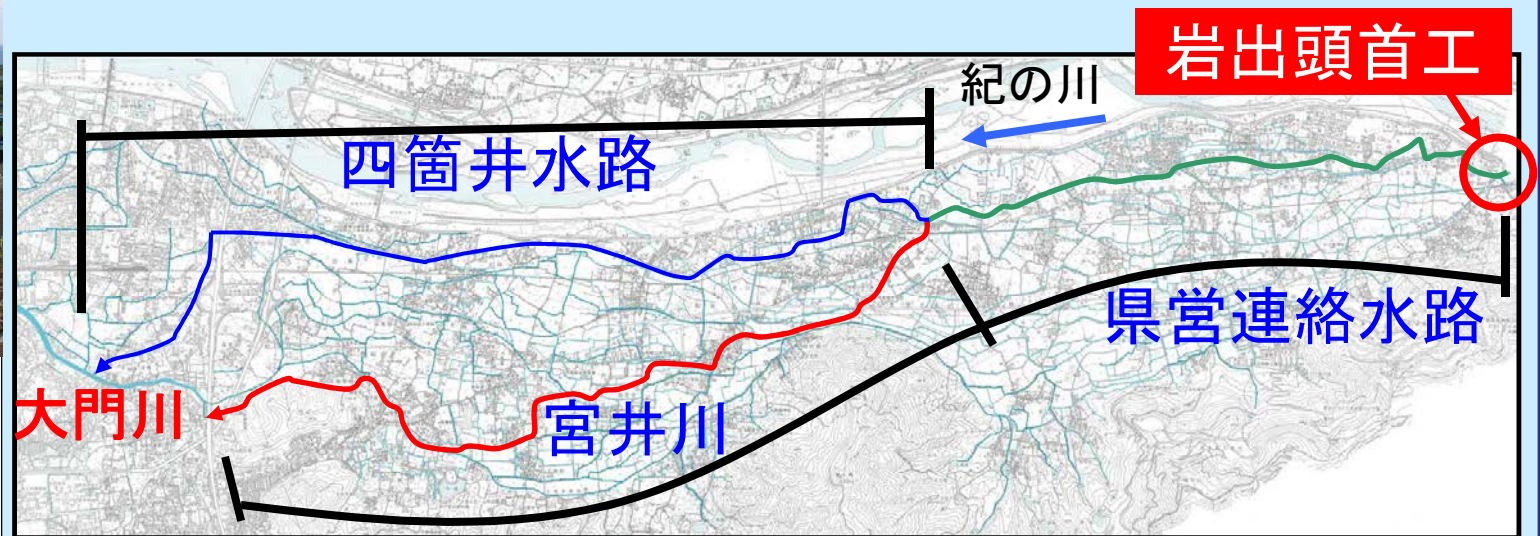 岩出頭首工
紀の川
四箇井水路
県営連絡水路
大門川
宮井川